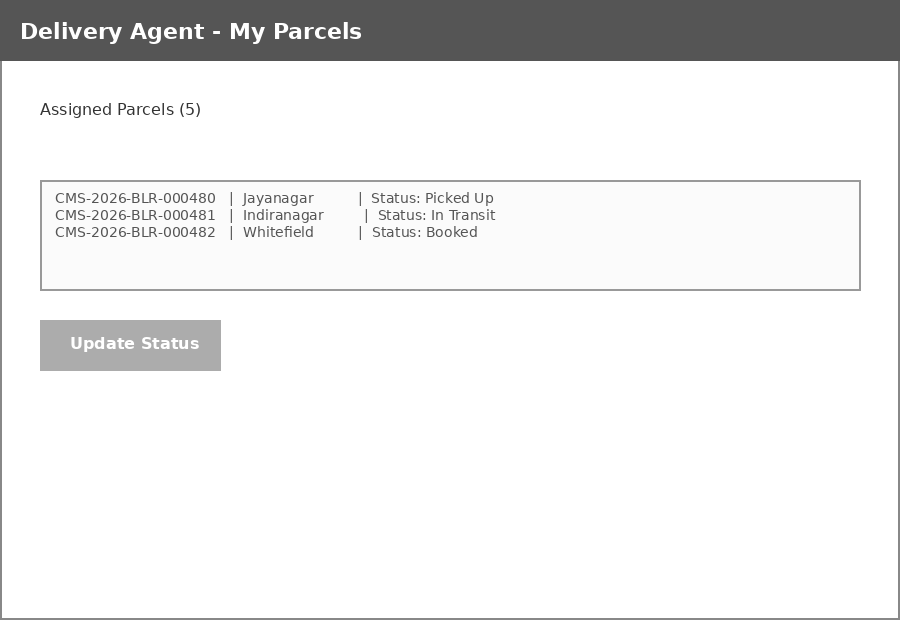 Delivery Agent - My Parcels
Assigned Parcels (5)
CMS-2026-BLR-000480 | Jayanagar | Status: Picked Up
CMS-2026-BLR-000481 | Indiranagar | Status: In Transit
CMS-2026-BLR-000482 | Whitefield | Status: Booked
Update Status